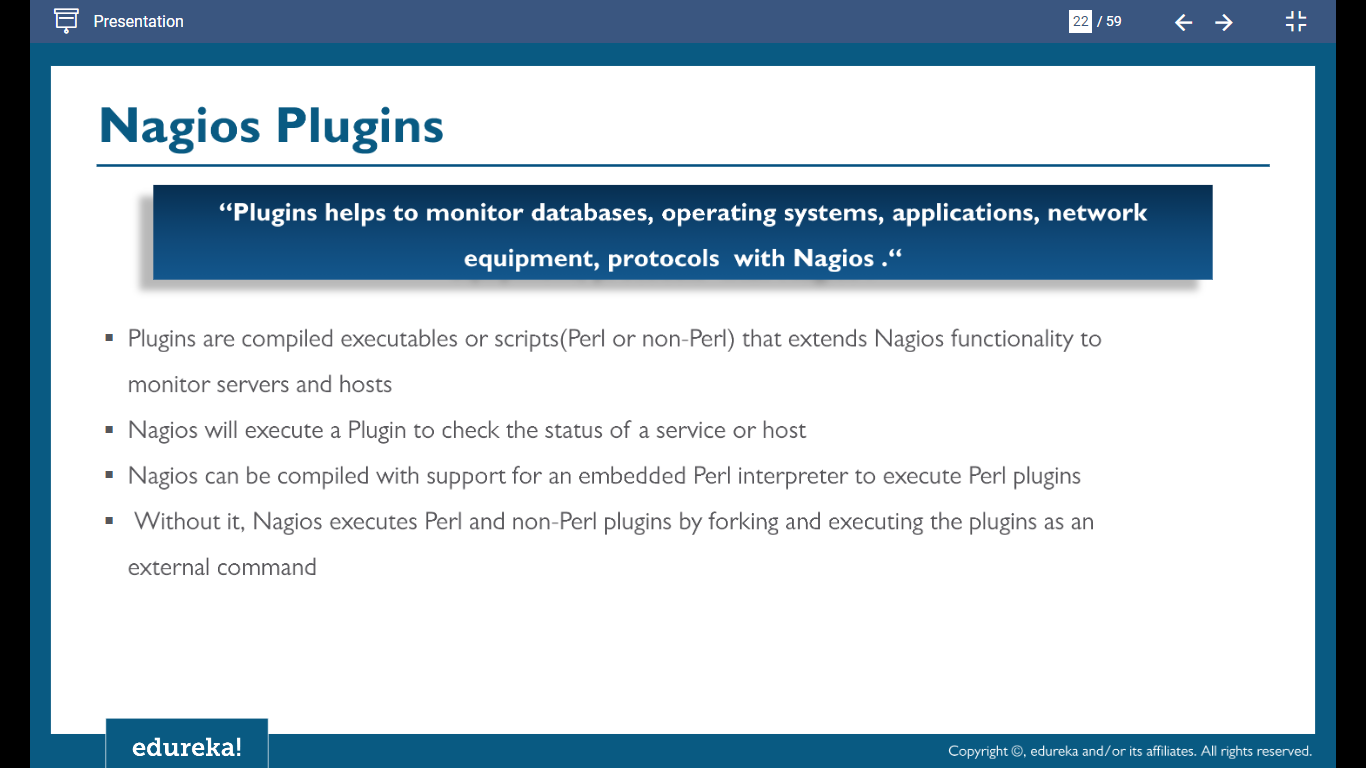 Presentation
22 / 59
Nagios Plugins
“Plugins helps to monitor databases, operating systems, applications, network
equipment, protocols  with Nagios .“
▪ Plugins are compiled executables or scripts(Perl or non-Perl) that extends Nagios functionality to
monitor servers and hosts
▪ Nagios will execute a Plugin to check the status of a service or host
▪ Nagios can be compiled with support for an embedded Perl interpreter to execute Perl plugins
▪ Without it, Nagios executes Perl and non-Perl plugins by forking and executing the plugins as an
external command
edureka!
Copyright ©, edureka and/or its affiliates. All rights reserved.